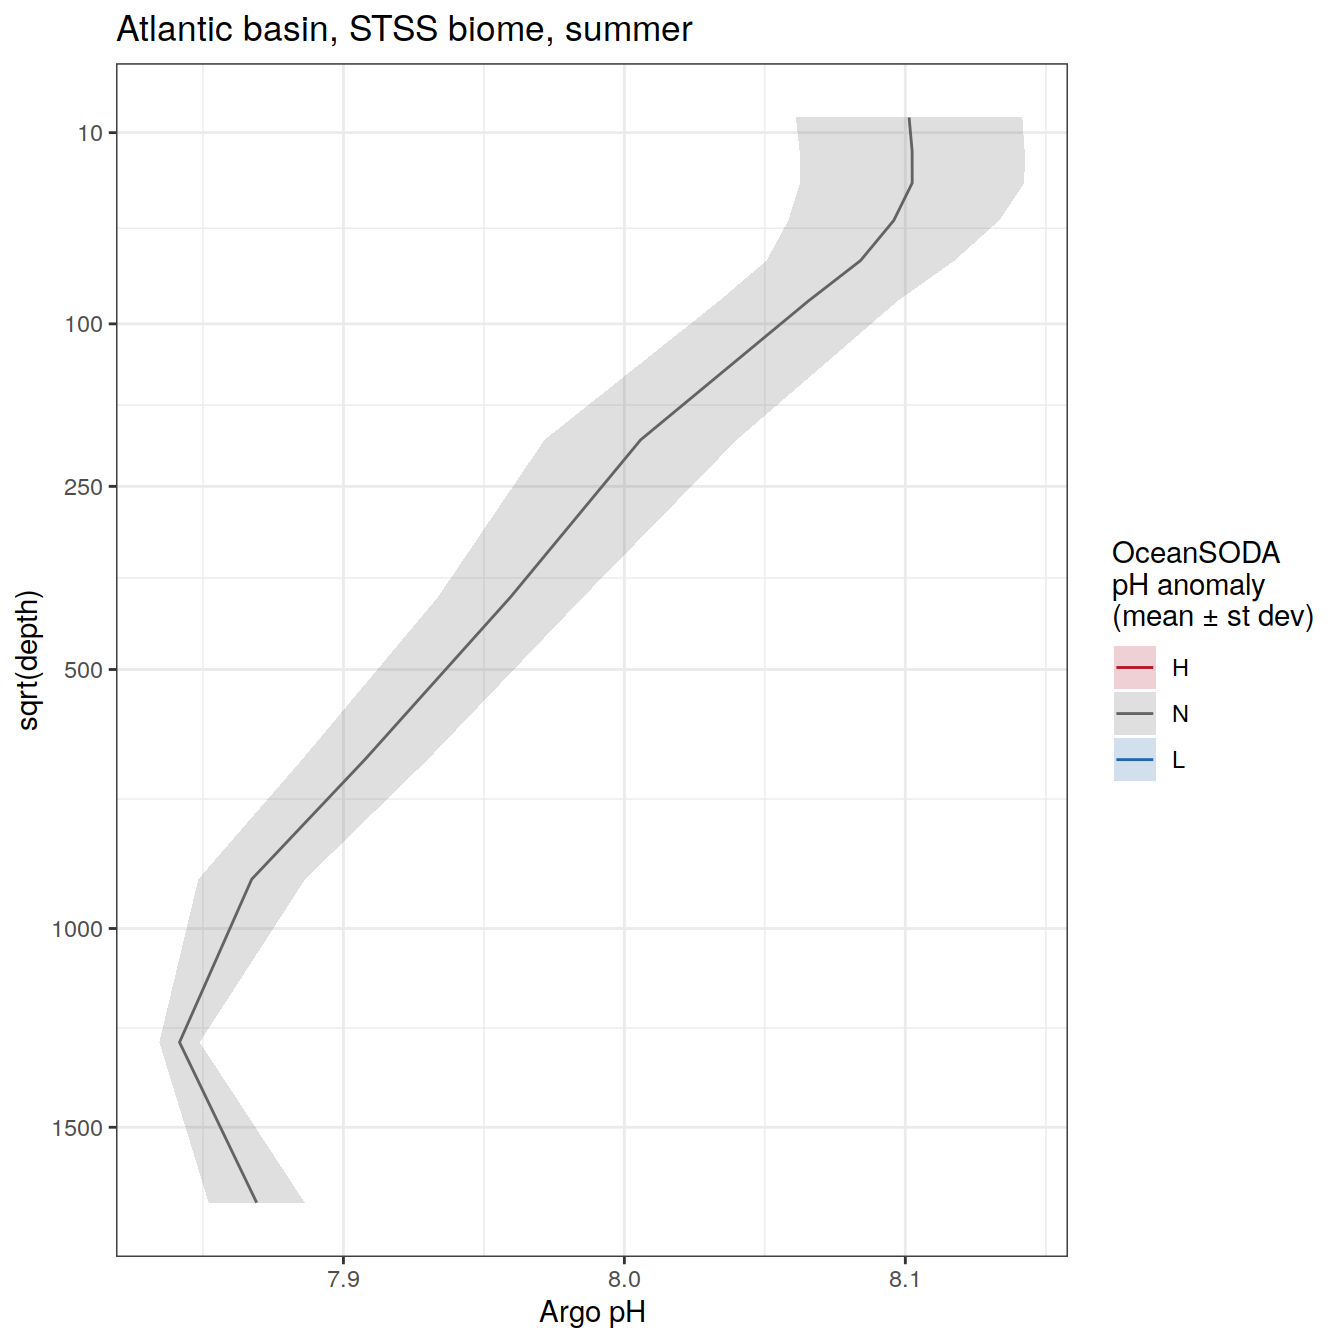 Atlantic basin, STSS biome, summer
10
100
250
500
1000
1500
sqrt(depth)
7.9
8.0
8.1
Argo pH
OceanSODA
pH anomaly
(mean ± st dev)
H
N
L